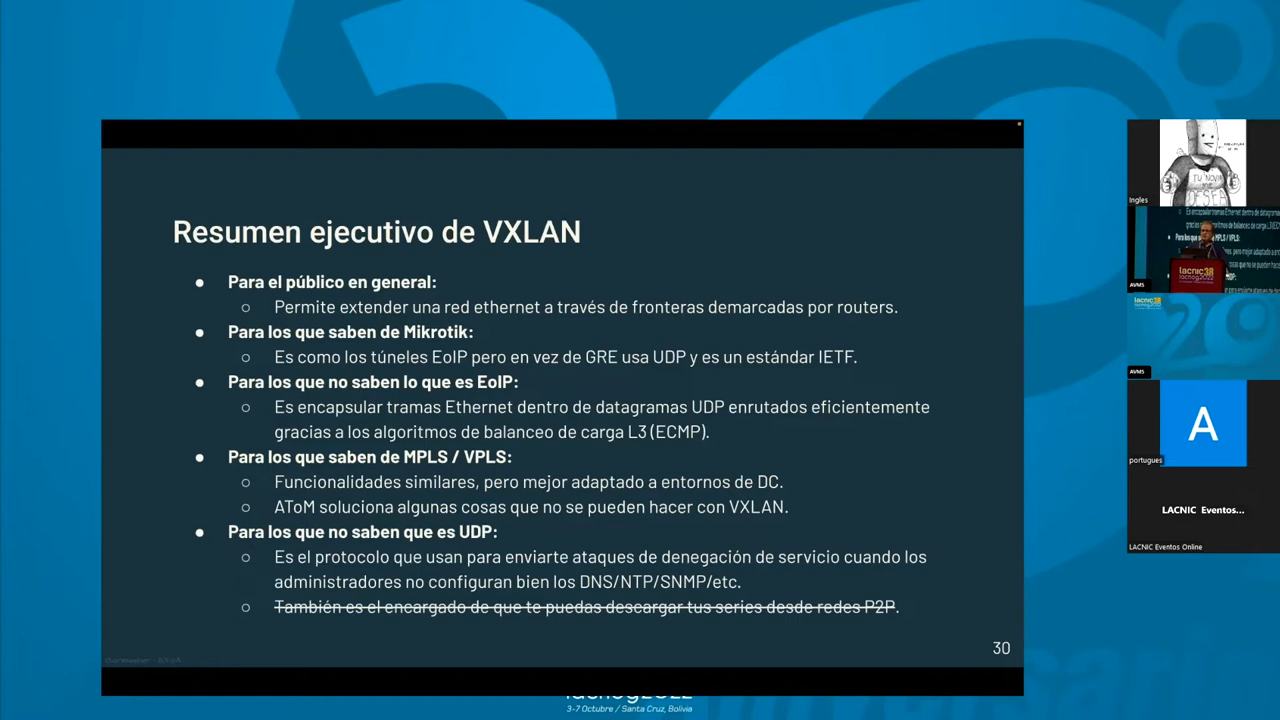 Resumen ejecutivo de VXLAN
● Para el público en general:
○ Permite extender una red ethernet a través de fronteras demarcadas por routers.
● Para los que saben de Mikrotik:
○ Es como los túneles EoIP pero en vez de GRE usa UDP y es un estándar IETF.
● Para los que no saben lo que es EoIP:
○ Es encapsular tramas Ethernet dentro de datagramas UDP enrutados eficientemente
gracias a los algoritmos de balanceo de carga L3 (ECMP).
● Para los que saben de MPLS / VPLS:
○ Funcionalidades similares, pero mejor adaptado a entornos de DC.
○ AToM soluciona algunas cosas que no se pueden hacer con VXLAN.
● Para los que no saben que es UDP:
○ Es el protocolo que usan para enviarte ataques de denegación de servicio cuando los
administradores no configuran bien los DNS/NTP/SNMP/etc.
○ También es el encargado de que te puedas descargar tus series desde redes P2P.
30
lacnog2022
3-7 Octubre / Santa Cruz, Bolivia
TU NOVIA
ME
DESEA
Ingles
lacnic38
lacnog2022
AVMS
lacnic38
AVMS
A
portugues
LACNIC Eventos...
LACNIC Eventos Online